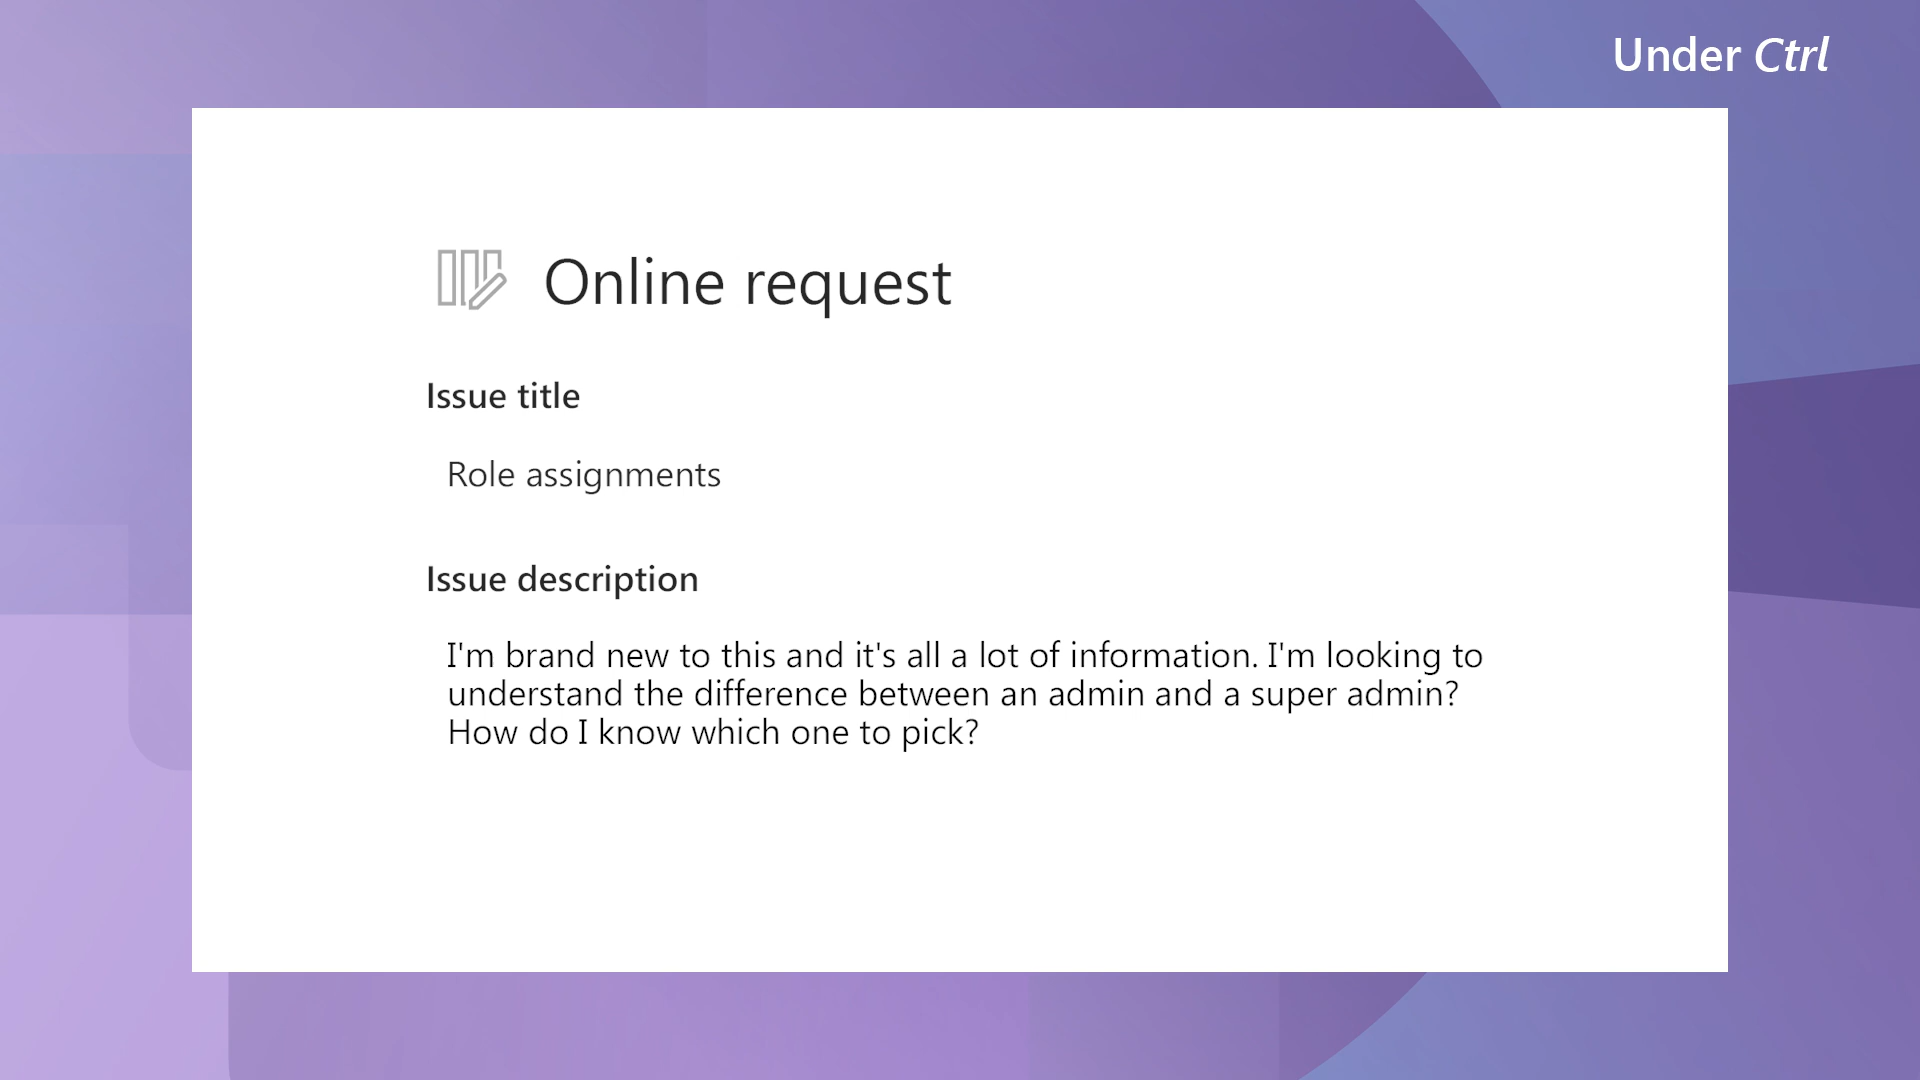 Under Ctrl
Online request
Issue title
Role assignments
Issue description
I'm brand new to this and it's all a lot of information. I'm looking to
understand the difference between an admin and a super admin?
How do I know which one to pick?